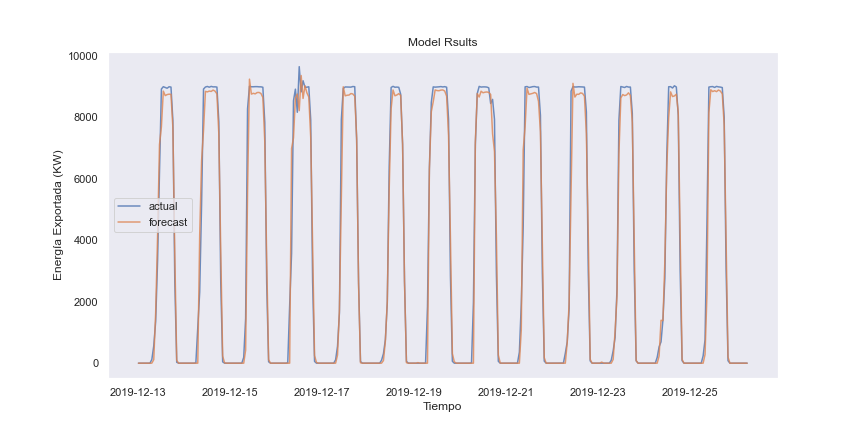 Model Rsults
Energía Exportada (KW)
10000
8000
6000
4000
2000
0
actual
forecast
2019-12-13 2019-12-15 2019-12-17 2019-12-19 2019-12-21 2019-12-23 2019-12-25
Tiempo